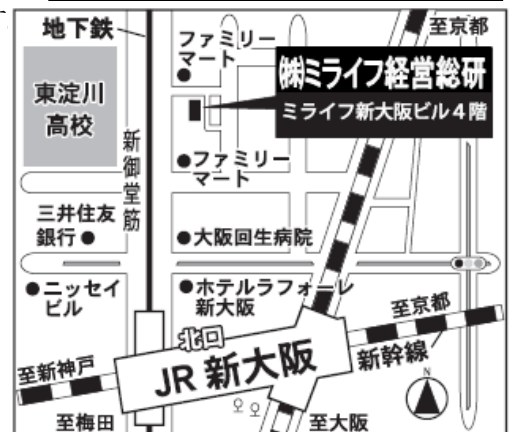 地下鉄
至京都
ファミリー
マート
㈱ミライフ経営総研
ミライフ新大阪ビル4階
東淀川
高校
新御堂筋
ファミリー
マート
三井住友
銀行
大阪回生病院
ニッセイ
ビル
ホテルラフォーレ
新大阪
至京都
北口
新幹線
至新神戸
JR 新大阪
N
至梅田
至大阪